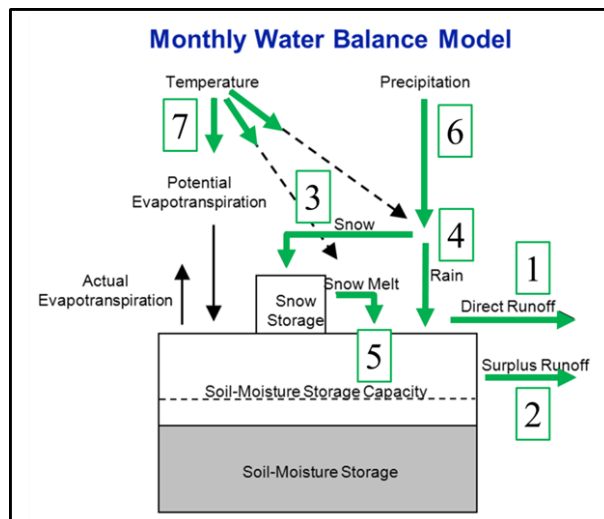 Monthly Water Balance Model
Temperature
Precipitation
7
6
Potential
Evapotranspiration
3
Snow
4
Actual
Evapotranspiration
Snow
Storage
Snow Melt
Rain
1
Direct Runoff
5
Surplus Runoff
2
Soil-Moisture Storage Capacity
Soil-Moisture Storage